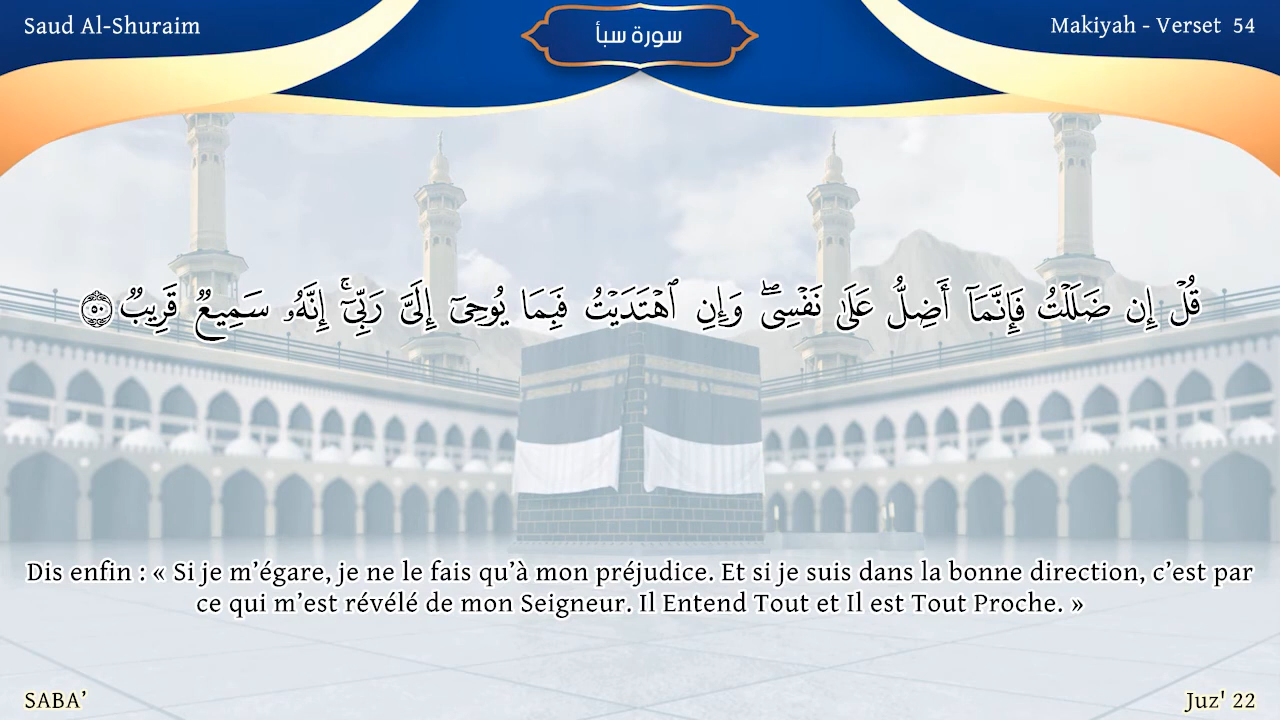 Saud Al-Shuraim
سورة سبأ
Makiyah - Verset 54
قُلْ إِن ضَلَلْتُ فَإِنَّمَآ أَضِلُّ عَلَىٰ نَفْسِى ۖ وَإِنِ ٱهْتَدَيْتُ فَبِمَا يُوحِىٓ إِلَىَّ رَبِّىٓ ۚ إِنَّهُۥ سَمِيعٌ قَرِيبٌ ٥٠
Dis enfin : « Si je m’égare, je ne le fais qu’à mon préjudice. Et si je suis dans la bonne direction, c’est par
ce qui m’est révélé de mon Seigneur. Il Entend Tout et Il est Tout Proche. »
SABA’
Juz' 22